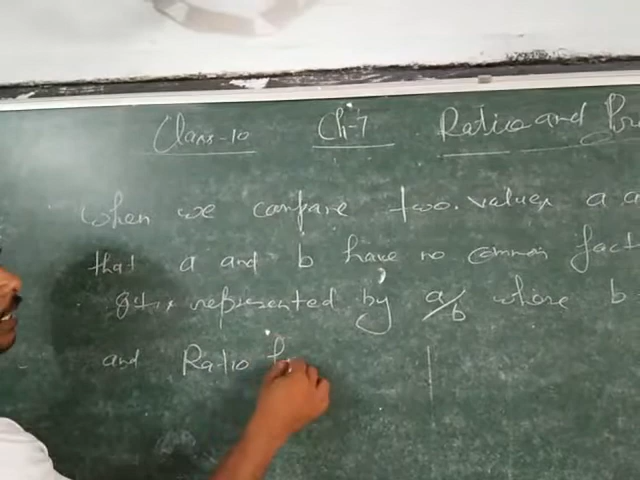 Class-10 Ch-7 Ratio and
when we compare two values a
that a and b have no common fact
It is represented by a/b where b
and Ratio